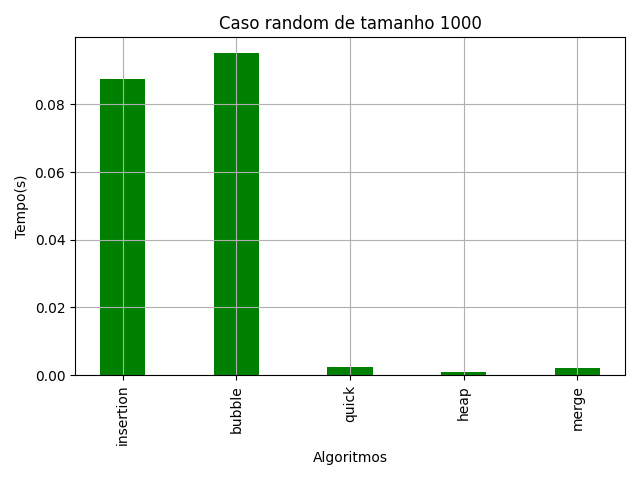 Caso random de tamanho 1000
Tempo(s)
0.08
0.06
0.04
0.02
0.00
insertion
bubble
quick
heap
merge
Algoritmos